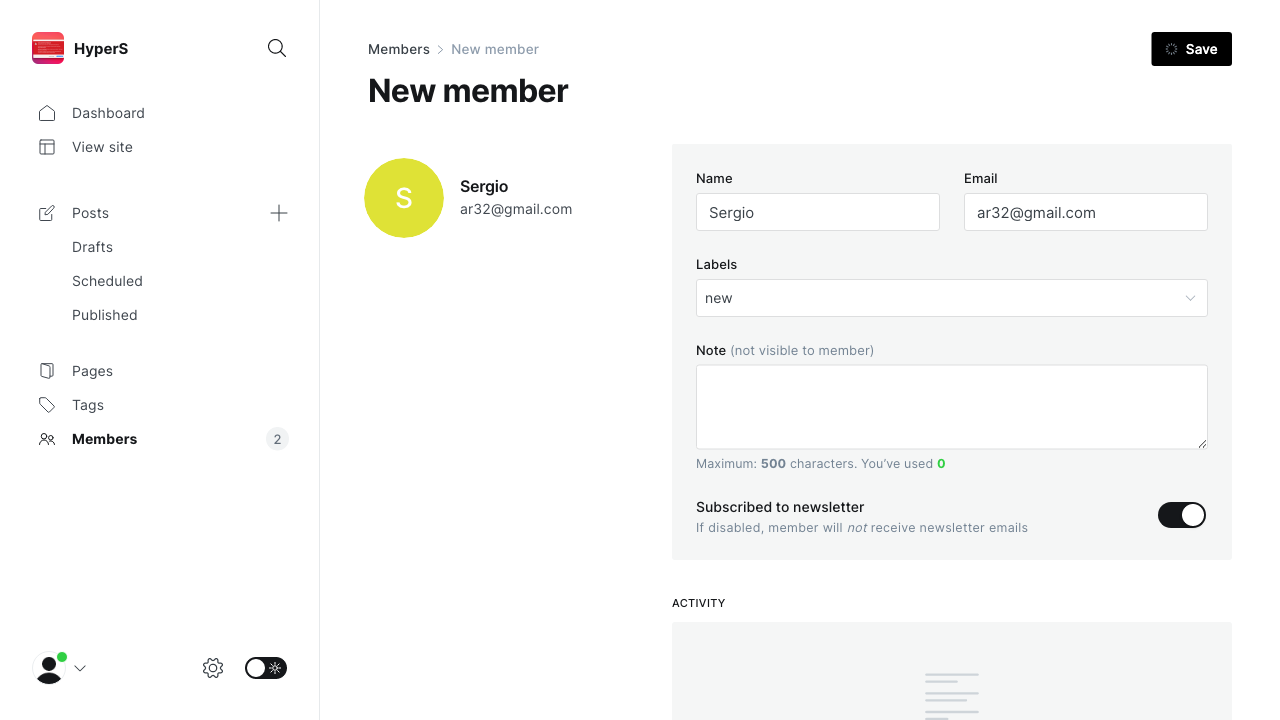 HyperS
Dashboard
View site
Posts
Drafts
Scheduled
Published
Pages
Tags
Members
2
Members
New member
Save
New member
S
Sergio
ar32@gmail.com
Name
Email
Sergio
ar32@gmail.com
Labels
new
Note (not visible to member)
Maximum: 500 characters. You’ve used 0
Subscribed to newsletter
If disabled, member will not receive newsletter emails
ACTIVITY